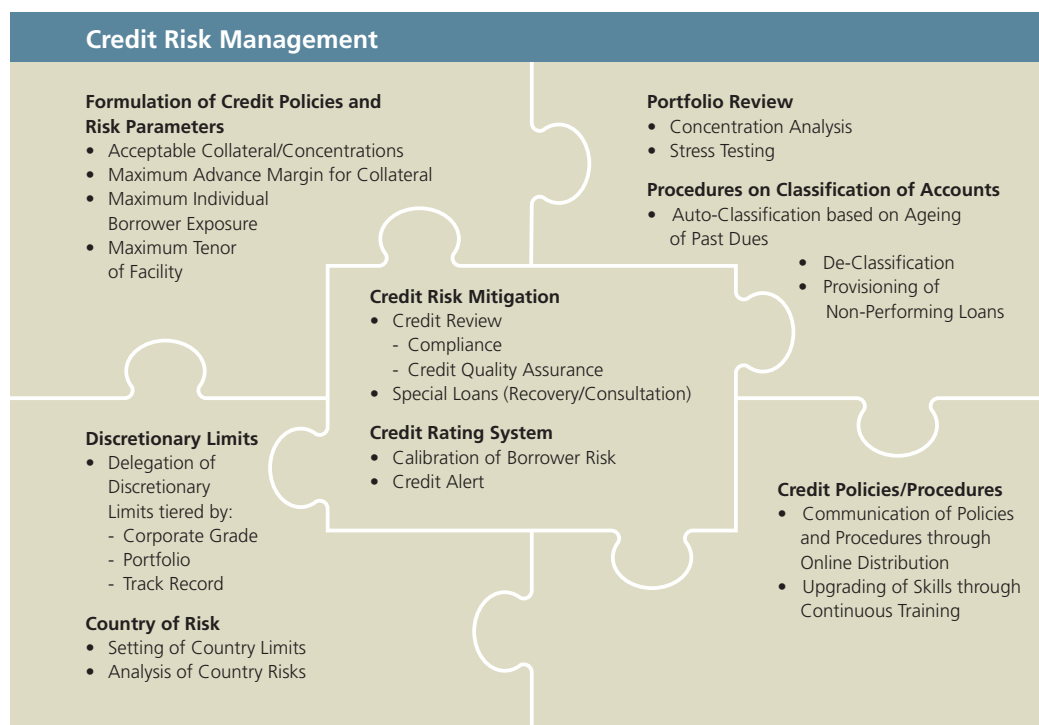 Credit Risk Management
Formulation of Credit Policies and
Risk Parameters
• Acceptable Collateral/Concentrations
• Maximum Advance Margin for Collateral
• Maximum Individual
Borrower Exposure
• Maximum Tenor
of Facility
Portfolio Review
• Concentration Analysis
• Stress Testing
Procedures on Classification of Accounts
• Auto-Classification based on Ageing
of Past Dues
• De-Classification
• Provisioning of
Non-Performing Loans
Credit Risk Mitigation
• Credit Review
- Compliance
- Credit Quality Assurance
• Special Loans (Recovery/Consultation)
Credit Rating System
• Calibration of Borrower Risk
• Credit Alert
Discretionary Limits
• Delegation of
Discretionary
Limits tiered by:
- Corporate Grade
- Portfolio
- Track Record
Country of Risk
• Setting of Country Limits
• Analysis of Country Risks
Credit Policies/Procedures
• Communication of Policies
and Procedures through
Online Distribution
• Upgrading of Skills through
Continuous Training